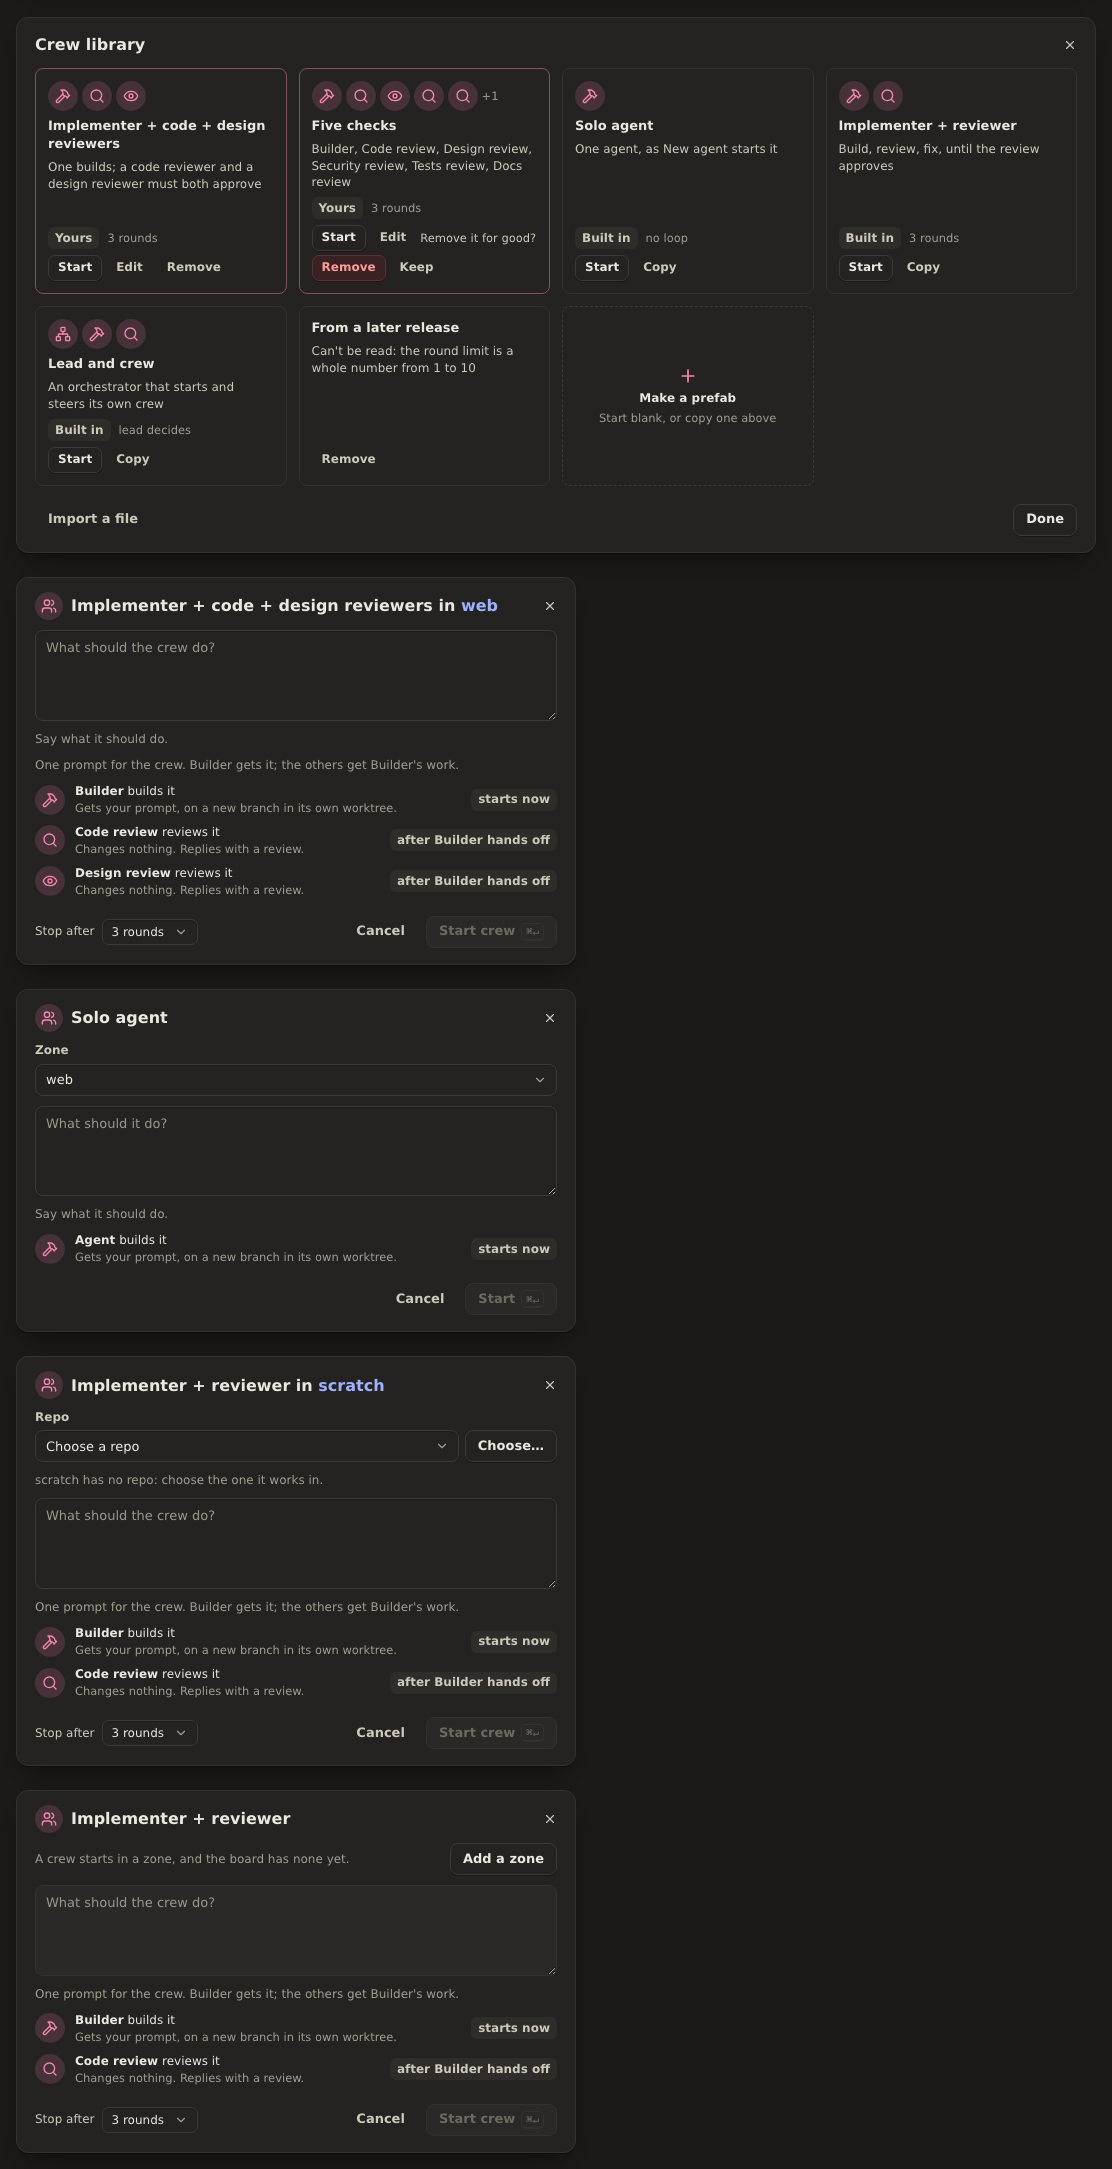 Crew library
Implementer + code + design
reviewers
One builds; a code reviewer and a
design reviewer must both approve
Yours 3 rounds
Start Edit Remove
+1
Five checks
Builder, Code review, Design review,
Security review, Tests review, Docs
review
Yours 3 rounds
Start Edit Remove it for good?
Remove Keep
Solo agent
One agent, as New agent starts it
Built in no loop
Start Copy
Implementer + reviewer
Build, review, fix, until the review
approves
Built in 3 rounds
Start Copy
Lead and crew
An orchestrator that starts and
steers its own crew
Built in lead decides
Start Copy
From a later release
Can't be read: the round limit is a
whole number from 1 to 10
Remove
Make a prefab
Start blank, or copy one above
Import a file
Done
Implementer + code + design reviewers in web
What should the crew do?
Say what it should do.
One prompt for the crew. Builder gets it; the others get Builder's work.
Builder builds it
Gets your prompt, on a new branch in its own worktree.
starts now
Code review reviews it
Changes nothing. Replies with a review.
after Builder hands off
Design review reviews it
Changes nothing. Replies with a review.
after Builder hands off
Stop after 3 rounds Cancel Start crew ⌘↵
Solo agent
Zone
web
What should it do?
Say what it should do.
Agent builds it
Gets your prompt, on a new branch in its own worktree.
starts now
Cancel Start ⌘↵
Implementer + reviewer in scratch
Repo
Choose a repo Choose...
scratch has no repo: choose the one it works in.
What should the crew do?
One prompt for the crew. Builder gets it; the others get Builder's work.
Builder builds it
Gets your prompt, on a new branch in its own worktree.
starts now
Code review reviews it
Changes nothing. Replies with a review.
after Builder hands off
Stop after 3 rounds Cancel Start crew ⌘↵
Implementer + reviewer
A crew starts in a zone, and the board has none yet.
Add a zone
What should the crew do?
One prompt for the crew. Builder gets it; the others get Builder's work.
Builder builds it
Gets your prompt, on a new branch in its own worktree.
starts now
Code review reviews it
Changes nothing. Replies with a review.
after Builder hands off
Stop after 3 rounds Cancel Start crew ⌘↵